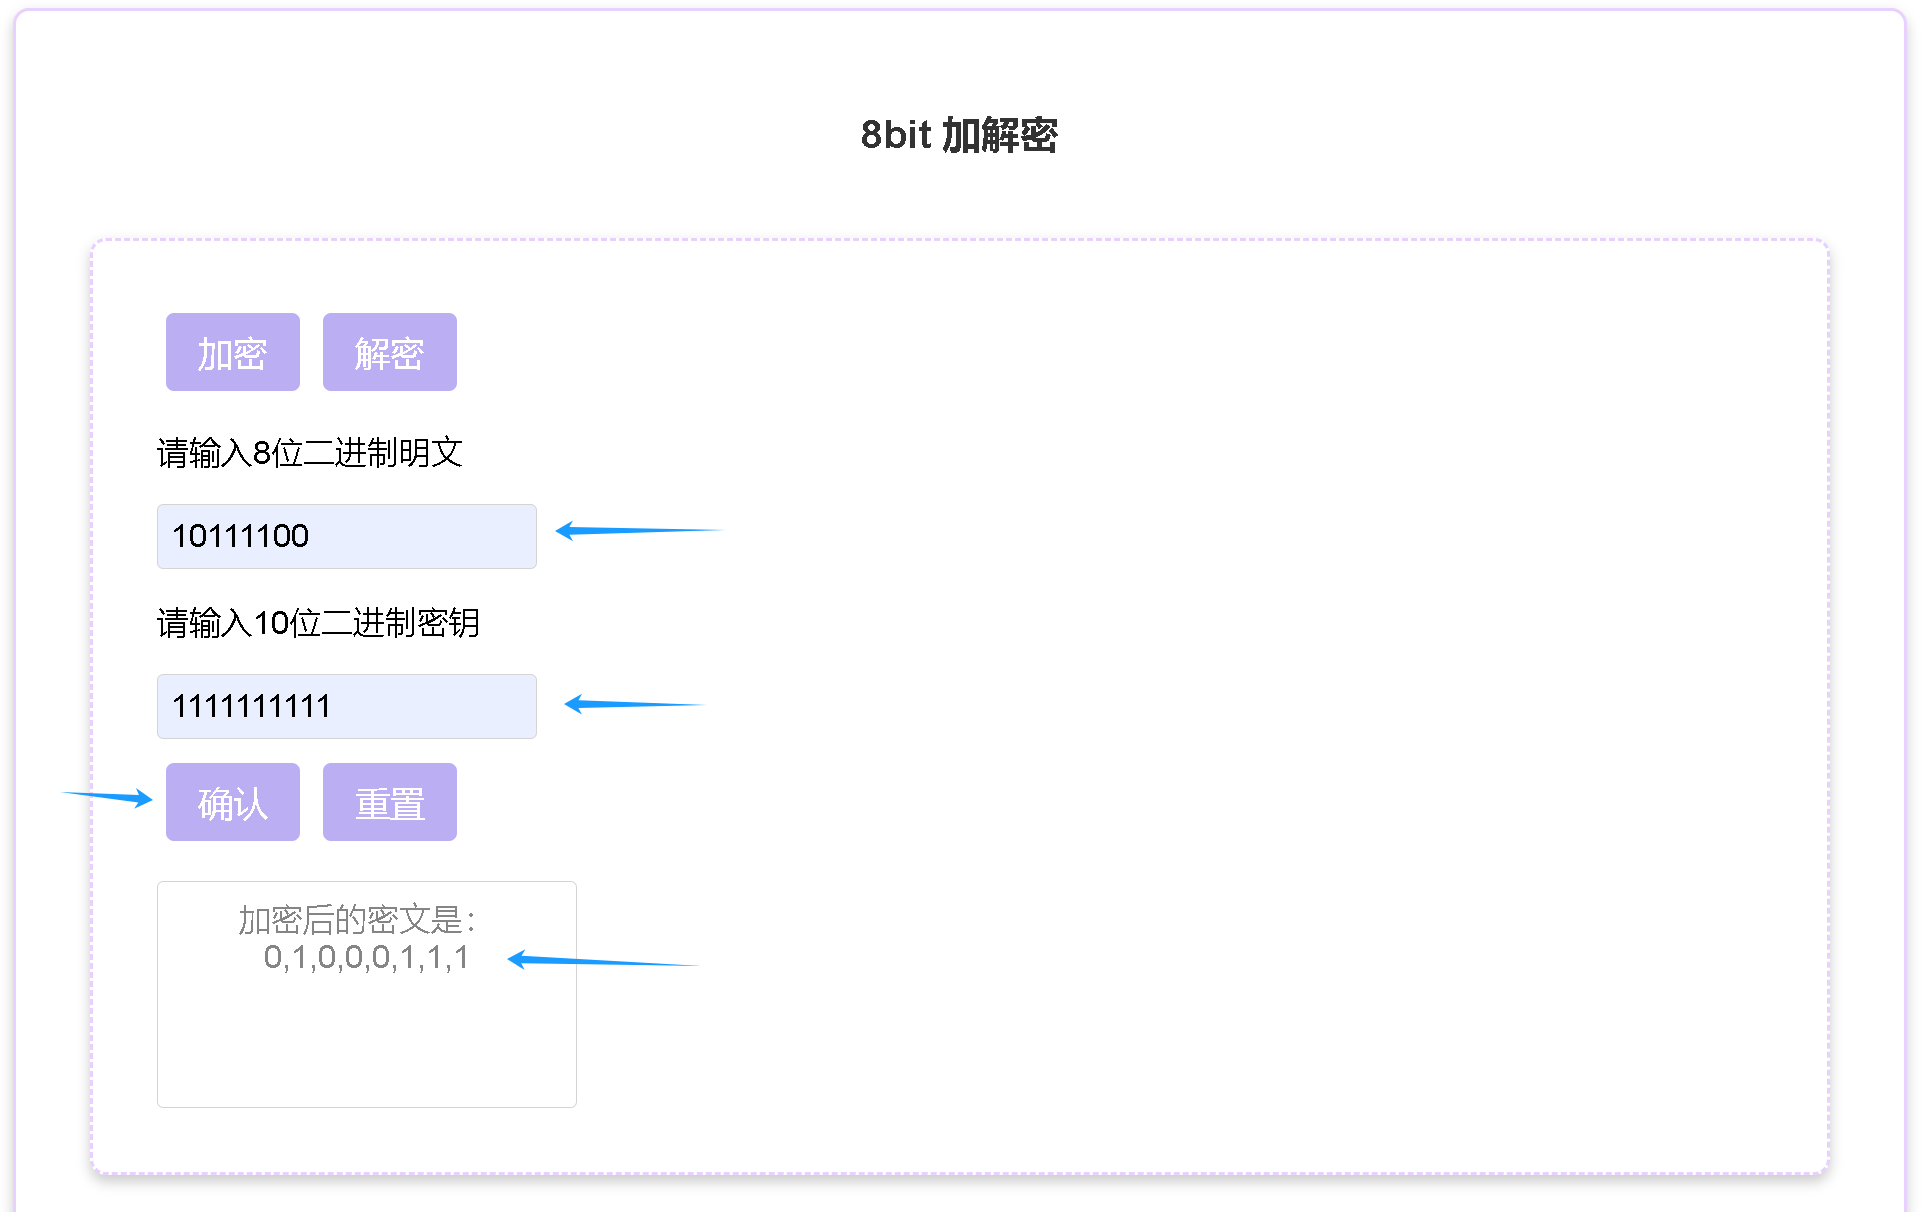 8bit 加解密
加密 解密
请输入8位二进制明文
10111100
请输入10位二进制密钥
1111111111
确认 重置
加密后的密文是：
0,1,0,0,0,1,1,1